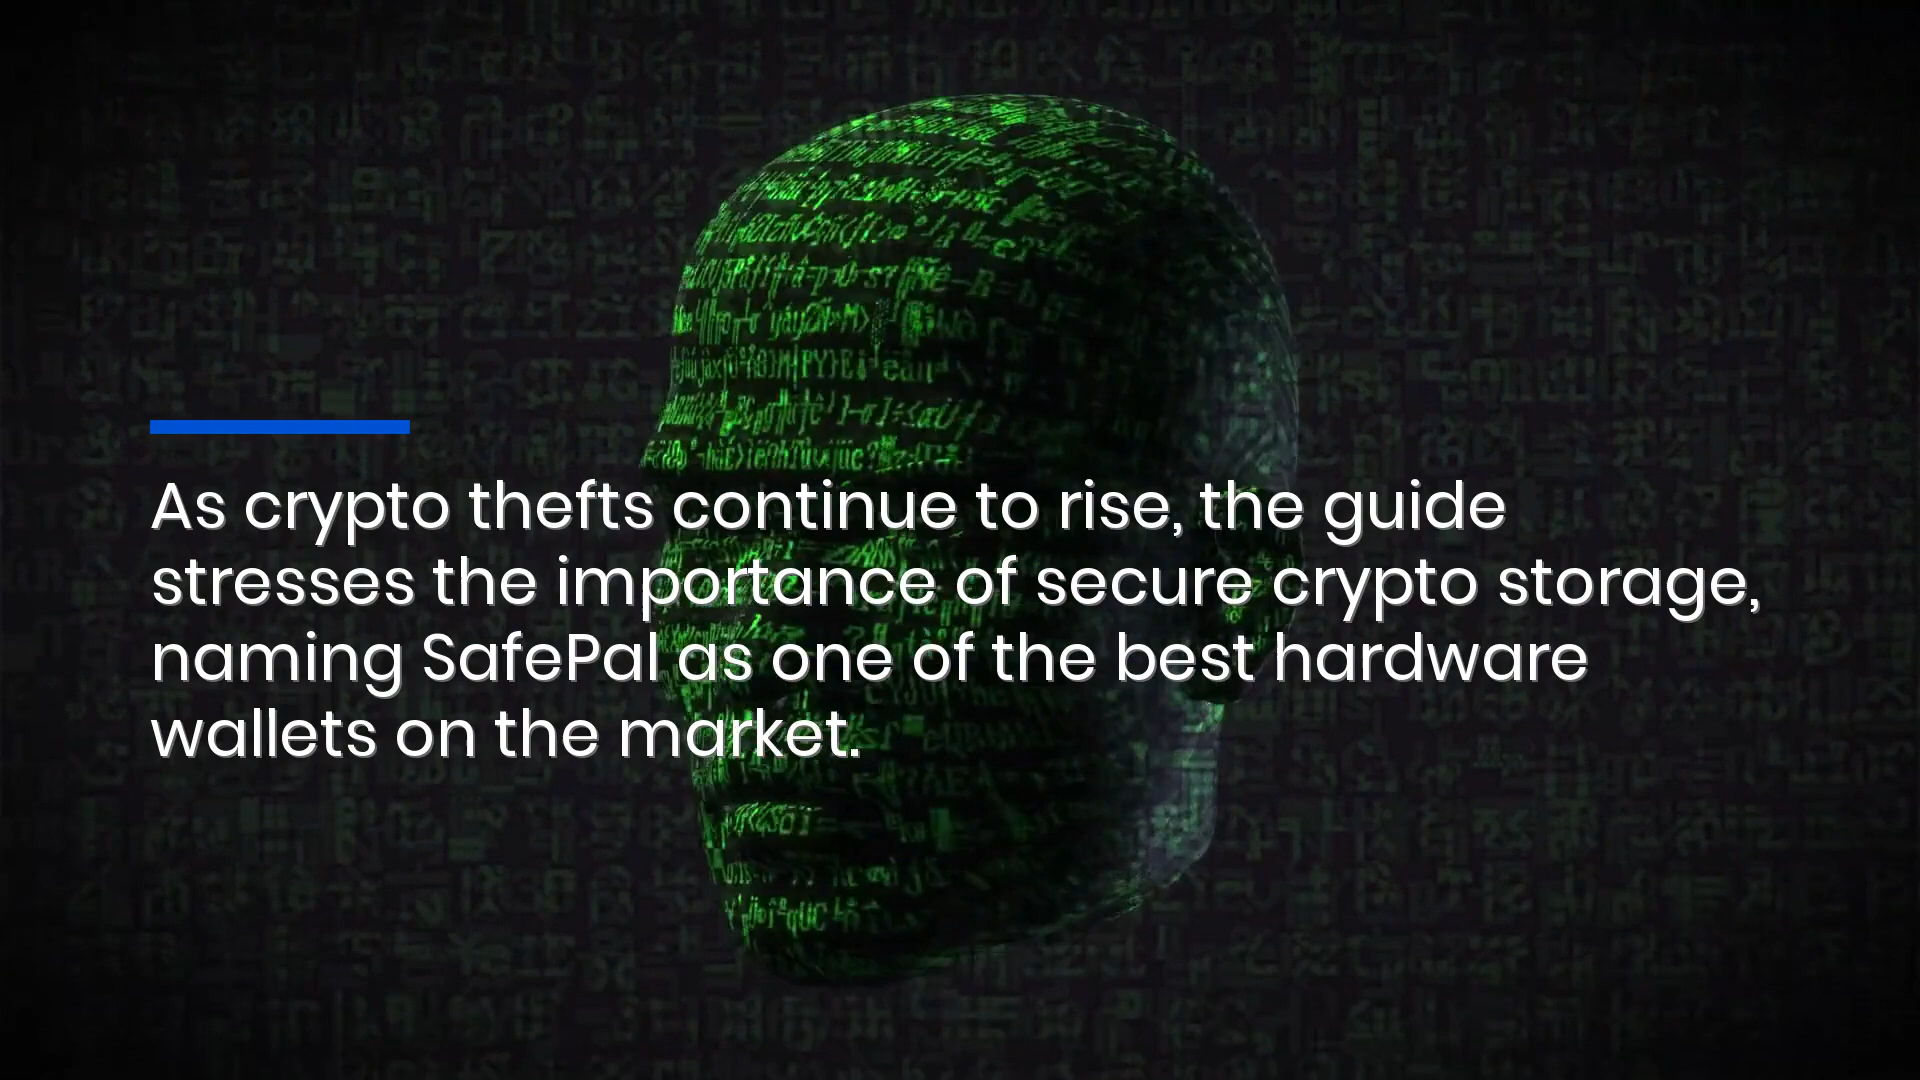 As crypto thefts continue to rise, the guide
stresses the importance of secure crypto storage,
naming SafePal as one of the best hardware
wallets on the market.